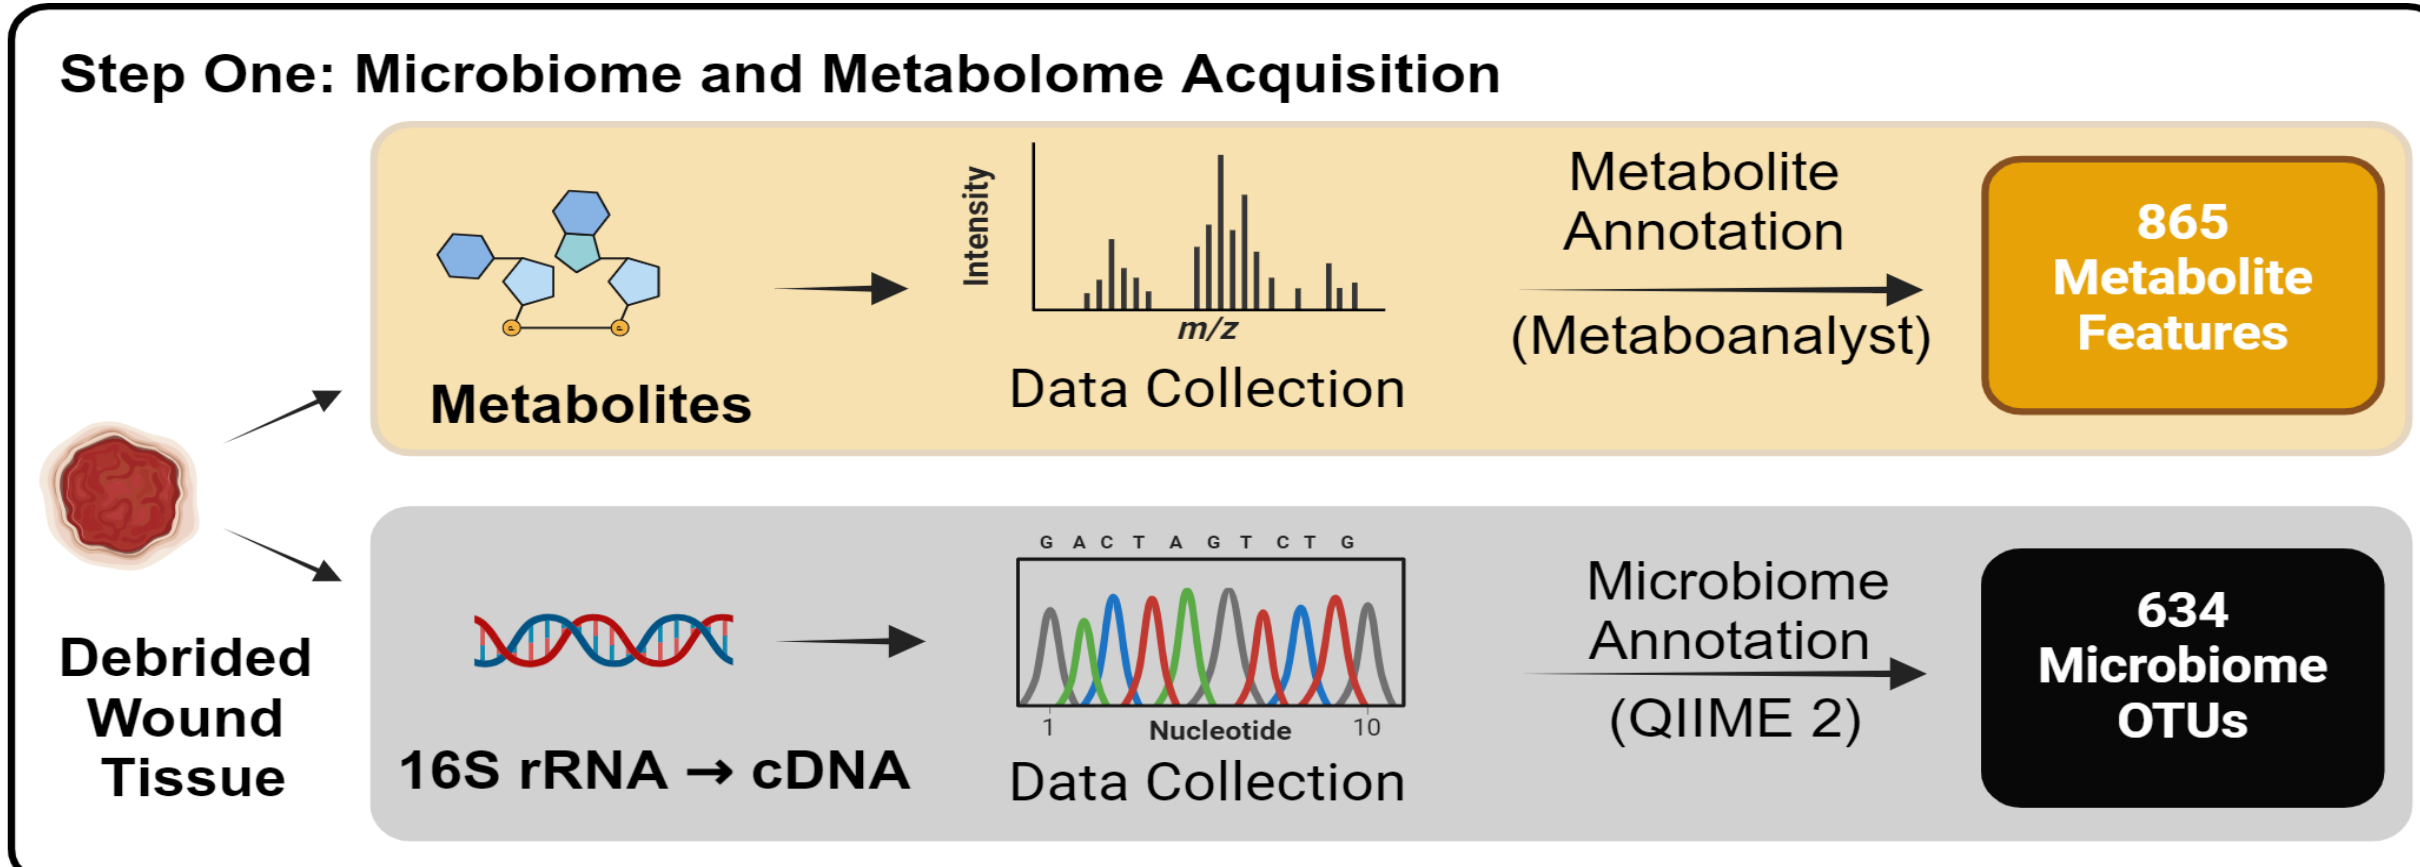 Step One: Microbiome and Metabolome Acquisition
Debrided
Wound
Tissue
P
P
Metabolites
Intensity
m/z
Data Collection
Metabolite
Annotation
(Metaboanalyst)
865
Metabolite
Features
16S rRNA → cDNA
G A C T A G T C T G
1 Nucleotide 10
Data Collection
Microbiome
Annotation
(QIIME 2)
634
Microbiome
OTUs